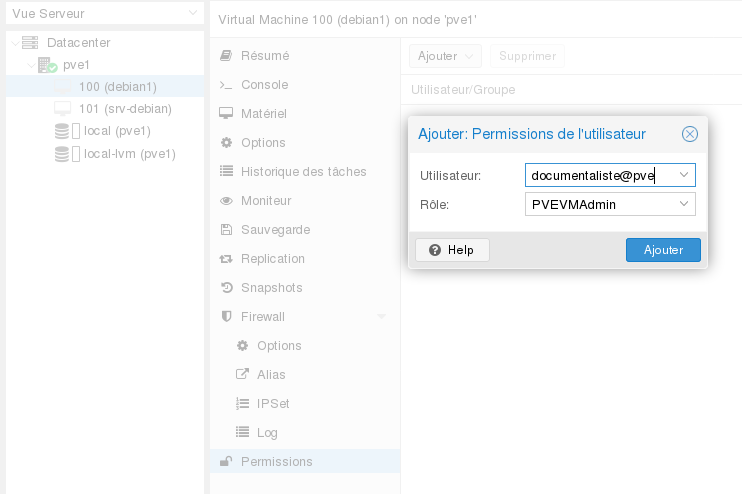 Vue Serveur
Datacenter
pve1
100 (debian1)
101 (srv-debian)
local (pve1)
local-lvm (pve1)
Virtual Machine 100 (debian1) on node 'pve1'
Résumé
Console
Matériel
Options
Historique des tâches
Moniteur
Sauvegarde
Replication
Snapshots
Firewall
Options
Alias
IPSet
Log
Permissions
Ajouter Supprimer
Utilisateur/Groupe
Ajouter: Permissions de l'utilisateur
Utilisateur: documentaliste@pve
Rôle: PVEVMAdmin
Help Ajouter